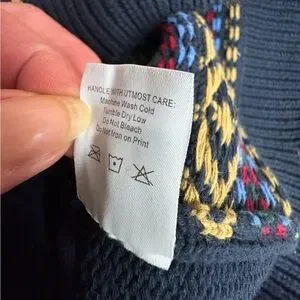 HANDLE WITH UTMOST CARE:
Machine Wash Cold
Tumble Dry Low
Do Not Bleach
Do Not Iron on Print